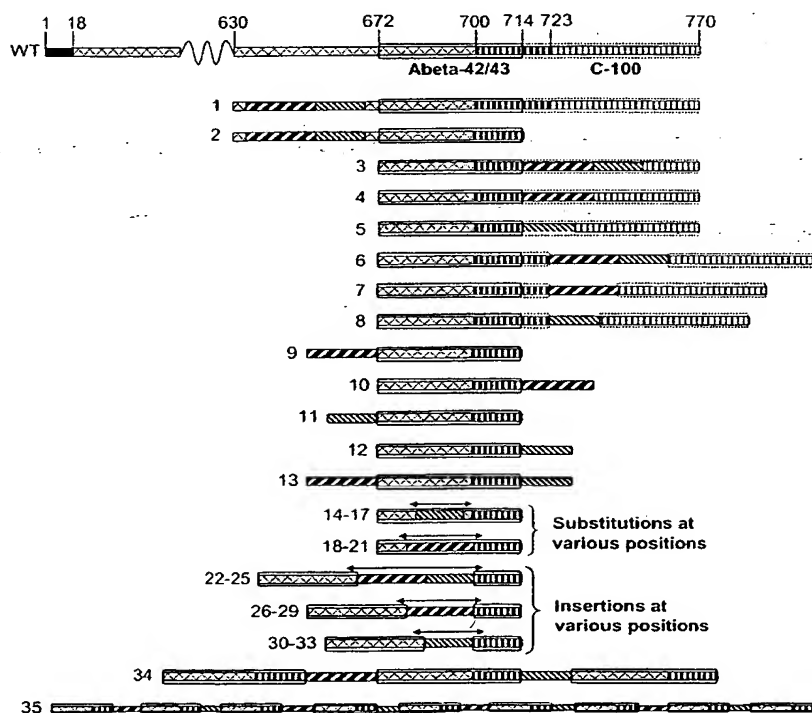 1 18 630 672 700 714 723 770
WT
Abeta-42/43 C-100
1
2
3
4
5
6
7
8
9
10
11
12
13
14-17
Substitutions at
various positions
18-21
22-25
26-29
Insertions at
various positions
30-33
34
35